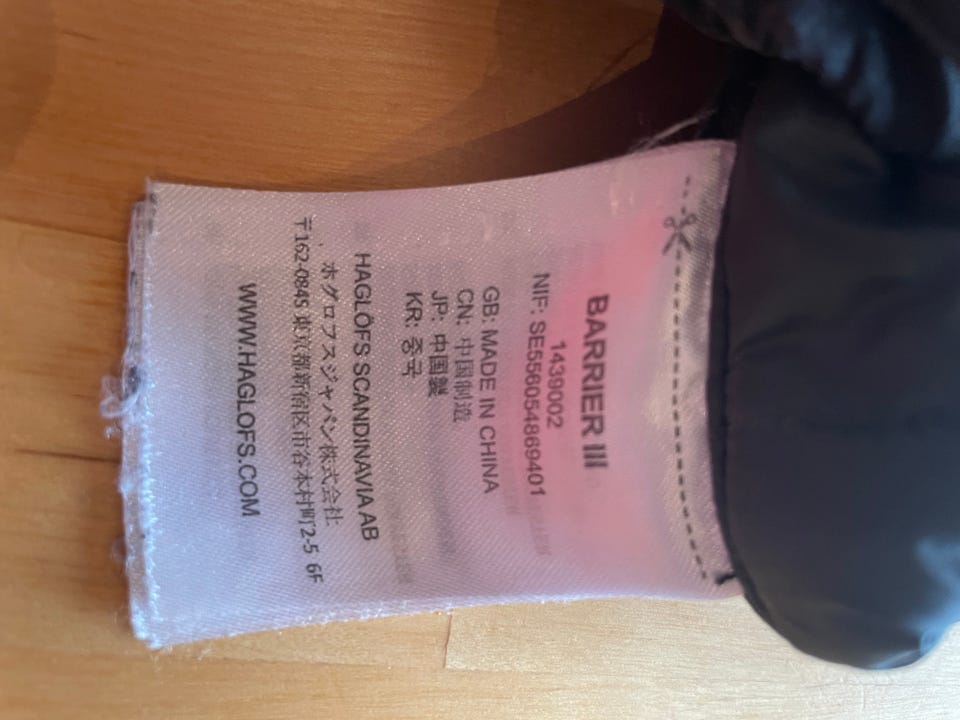 BARRIER III
1439002
NIF: SE556054869401
GB: MADE IN CHINA
CN: 中国制造
JP: 中国製
KR: 중국
HAGLÖFS SCANDINAVIA AB
ホグロフスジャパン株式会社
〒162-0845 東京都新宿区市谷本村町2-5 6F
WWW.HAGLOFS.COM